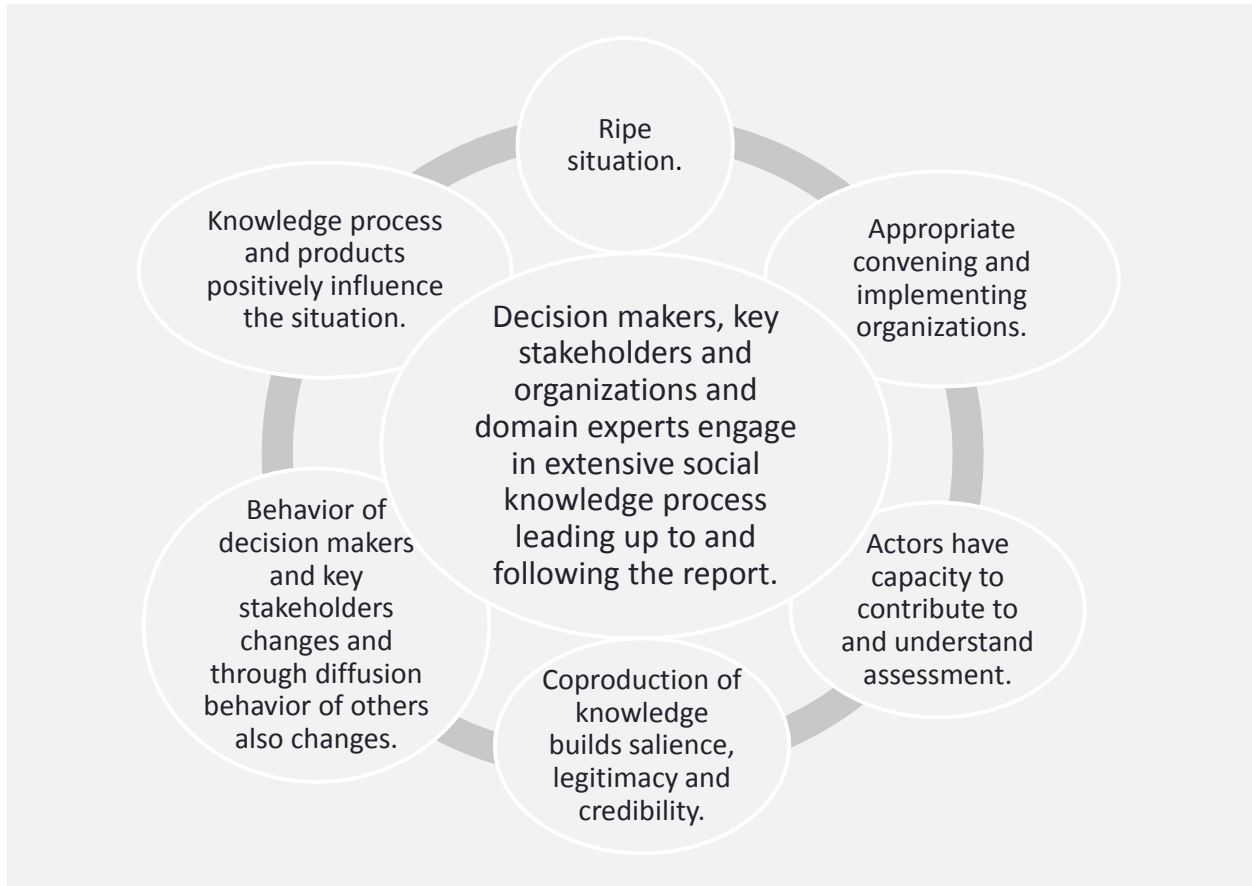 Ripe
situation.
Appropriate
convening and
implementing
organizations.
Actors have
capacity to
contribute to
and understand
assessment.
Coproduction of
knowledge
builds salience,
legitimacy and
credibility.
Behavior of
decision makers
and key
stakeholders
changes and
through diffusion
behavior of others
also changes.
Knowledge process
and products
positively influence
the situation.
Decision makers, key
stakeholders and
organizations and
domain experts engage
in extensive social
knowledge process
leading up to and
following the report.